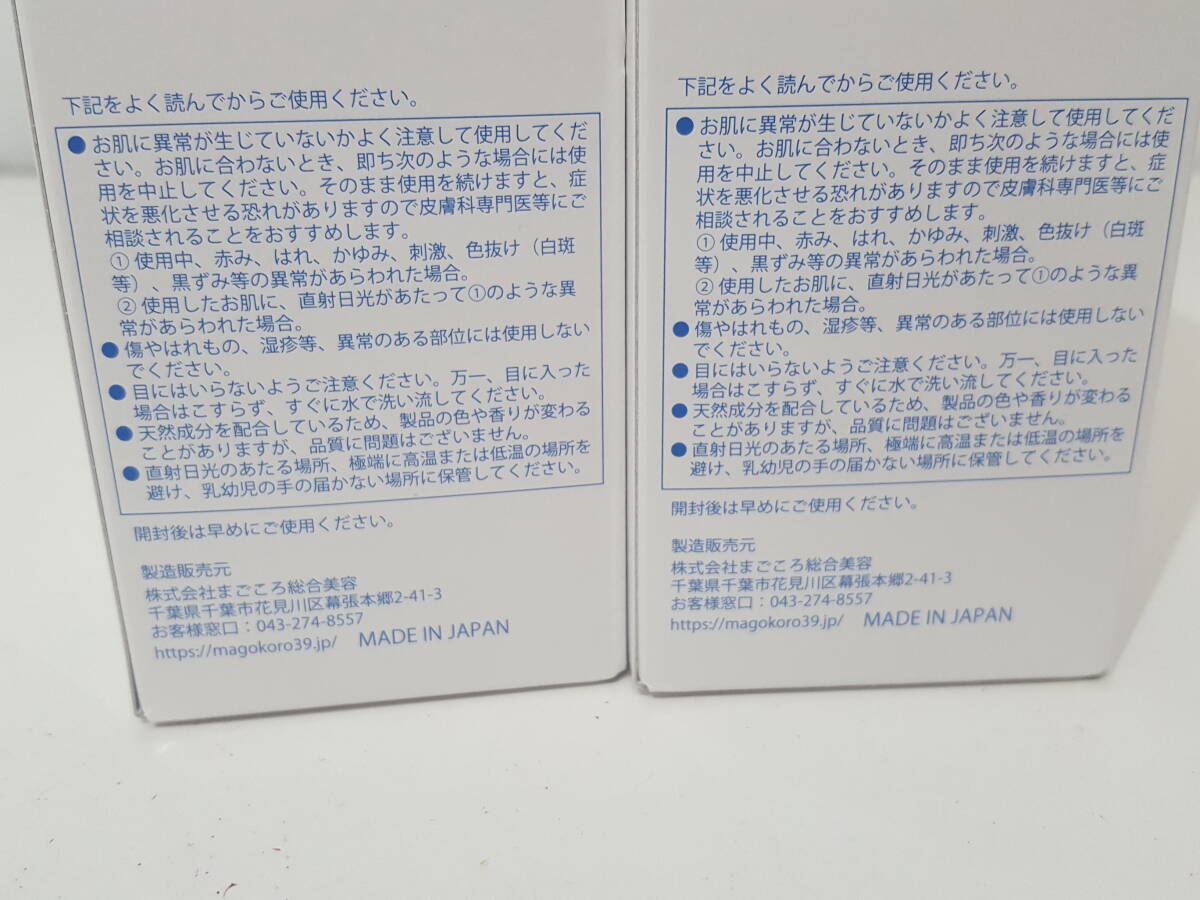 下記をよく読んでからご使用ください。
●お肌に異常が生じていないかよく注意して使用してくだ
さい。お肌に合わないとき、即ち次のような場合には使
用を中止してください。そのまま使用を続けますと、症
状を悪化させる恐れがありますので皮膚科専門医等にご
相談されることをおすすめします。
① 使用中、赤み、はれ、かゆみ、刺激、色抜け（白斑
等）、黒ずみ等の異常があらわれた場合。
② 使用したお肌に、直射日光があたって①のような異
常があらわれた場合。
●傷やはれもの、湿疹等、異常のある部位には使用しない
でください。
●目にはいらないようご注意ください。万一、目に入った
場合はこすらず、すぐに水で洗い流してください。
●天然成分を配合しているため、製品の色や香りが変わる
ことがありますが、品質に問題はございません。
●直射日光のあたる場所、極端に高温または低温の場所を
避け、乳幼児の手の届かない場所に保管してください。
開封後は早めにご使用ください。
製造販売元
株式会社まごころ総合美容
千葉県千葉市花見川区幕張本郷2-41-3
お客様窓口：043-274-8557
https://magokoro39.jp/ MADE IN JAPAN
下記をよく読んでからご使用ください。
●お肌に異常が生じていないかよく注意して使用してくだ
さい。お肌に合わないとき、即ち次のような場合には使
用を中止してください。そのまま使用を続けますと、症
状を悪化させる恐れがありますので皮膚科専門医等にご
相談されることをおすすめします。
① 使用中、赤み、はれ、かゆみ、刺激、色抜け（白斑
等）、黒ずみ等の異常があらわれた場合。
② 使用したお肌に、直射日光があたって①のような異
常があらわれた場合。
●傷やはれもの、湿疹等、異常のある部位には使用しない
でください。
●目にはいらないようご注意ください。万一、目に入った
場合はこすらず、すぐに水で洗い流してください。
●天然成分を配合しているため、製品の色や香りが変わる
ことがありますが、品質に問題はございません。
●直射日光のあたる場所、極端に高温または低温の場所を
避け、乳幼児の手の届かない場所に保管してください。
開封後は早めにご使用ください。
製造販売元
株式会社まごころ総合美容
千葉県千葉市花見川区幕張本郷2-41-3
お客様窓口：043-274-8557
https://magokoro39.jp/ MADE IN JAPAN